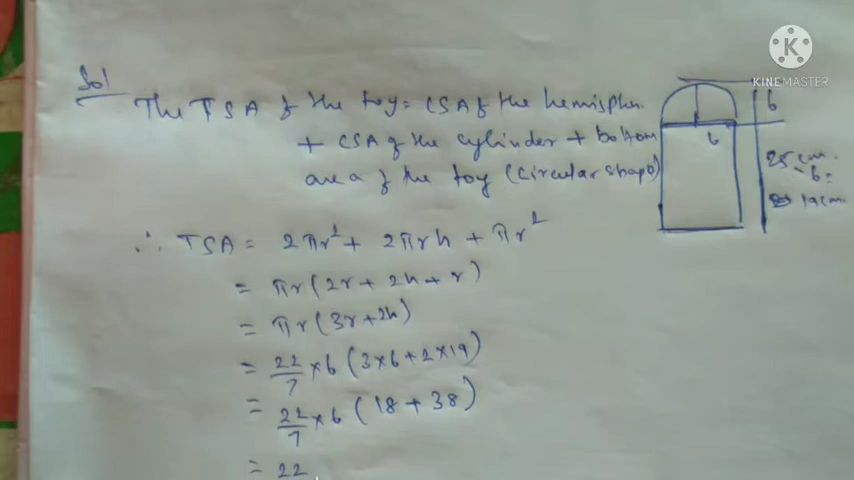 K
KINEMASTER
Sol
The TSA of the toy = CSA of the hemispher.
+ CSA of the cylinder + bottom
area of the toy (circular shape)
6
6
25 cm -
6 =
19 cm
∴ TSA = 2πr² + 2πrh + πr²
= πr (2r + 2h + r)
= πr (3r + 2h)
= 22/7 × 6 (3×6 + 2×19)
= 22/7 × 6 (18 + 38)
= 22